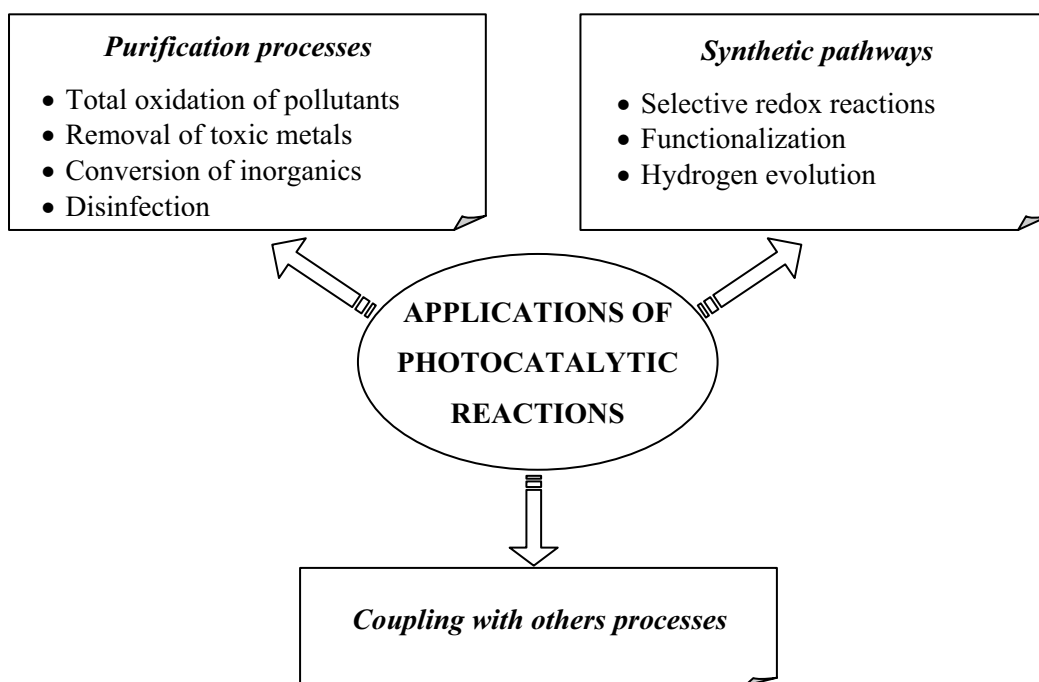 Purification processes
• Total oxidation of pollutants
• Removal of toxic metals
• Conversion of inorganics
• Disinfection
Synthetic pathways
• Selective redox reactions
• Functionalization
• Hydrogen evolution
APPLICATIONS OF
PHOTOCATALYTIC
REACTIONS
Coupling with others processes